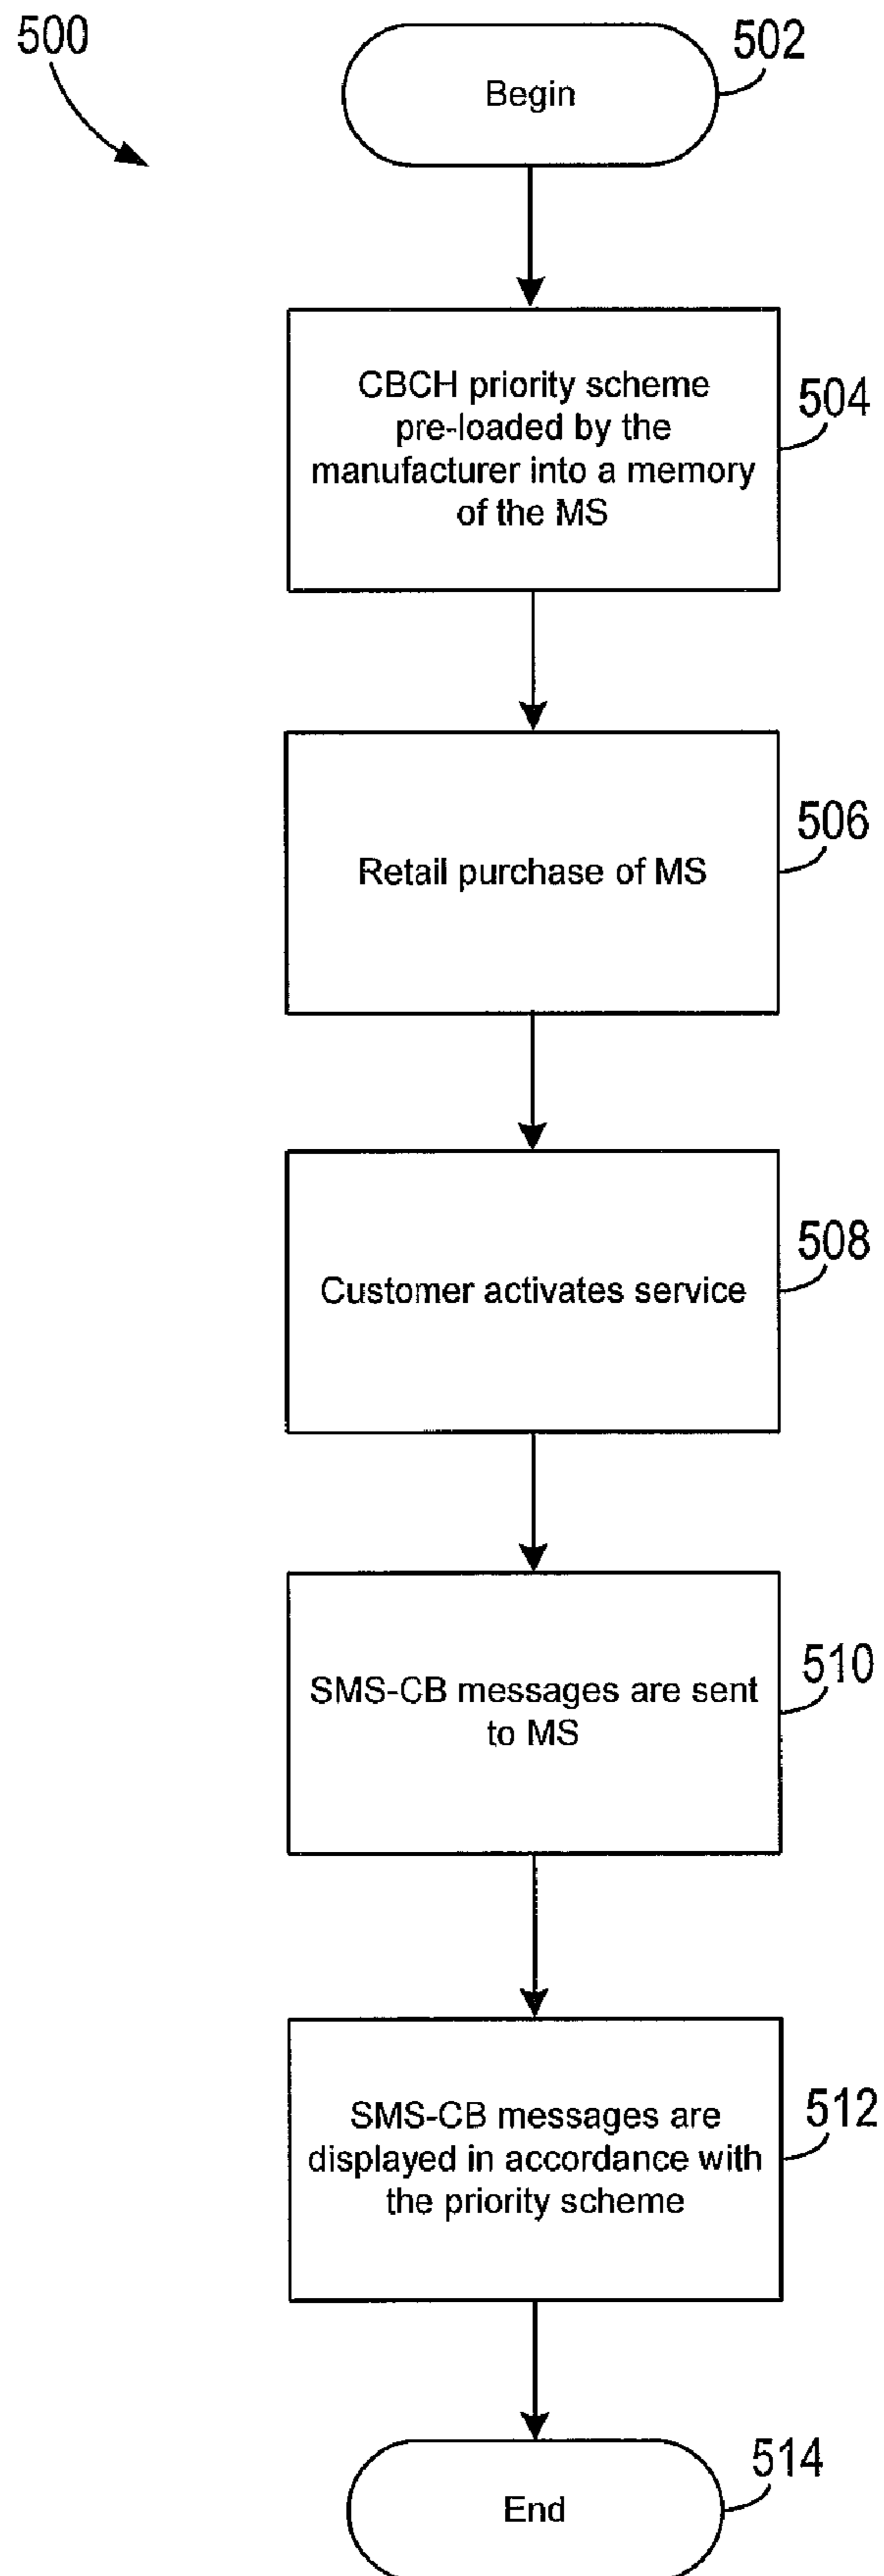 500
502
Begin
CBCH priority scheme
pre-loaded by the
manufacturer into a memory
of the MS
504
Retail purchase of MS
506
Customer activates service
508
SMS-CB messages are sent
to MS
510
SMS-CB messages are
displayed in accordance with
the priority scheme
512
End
514